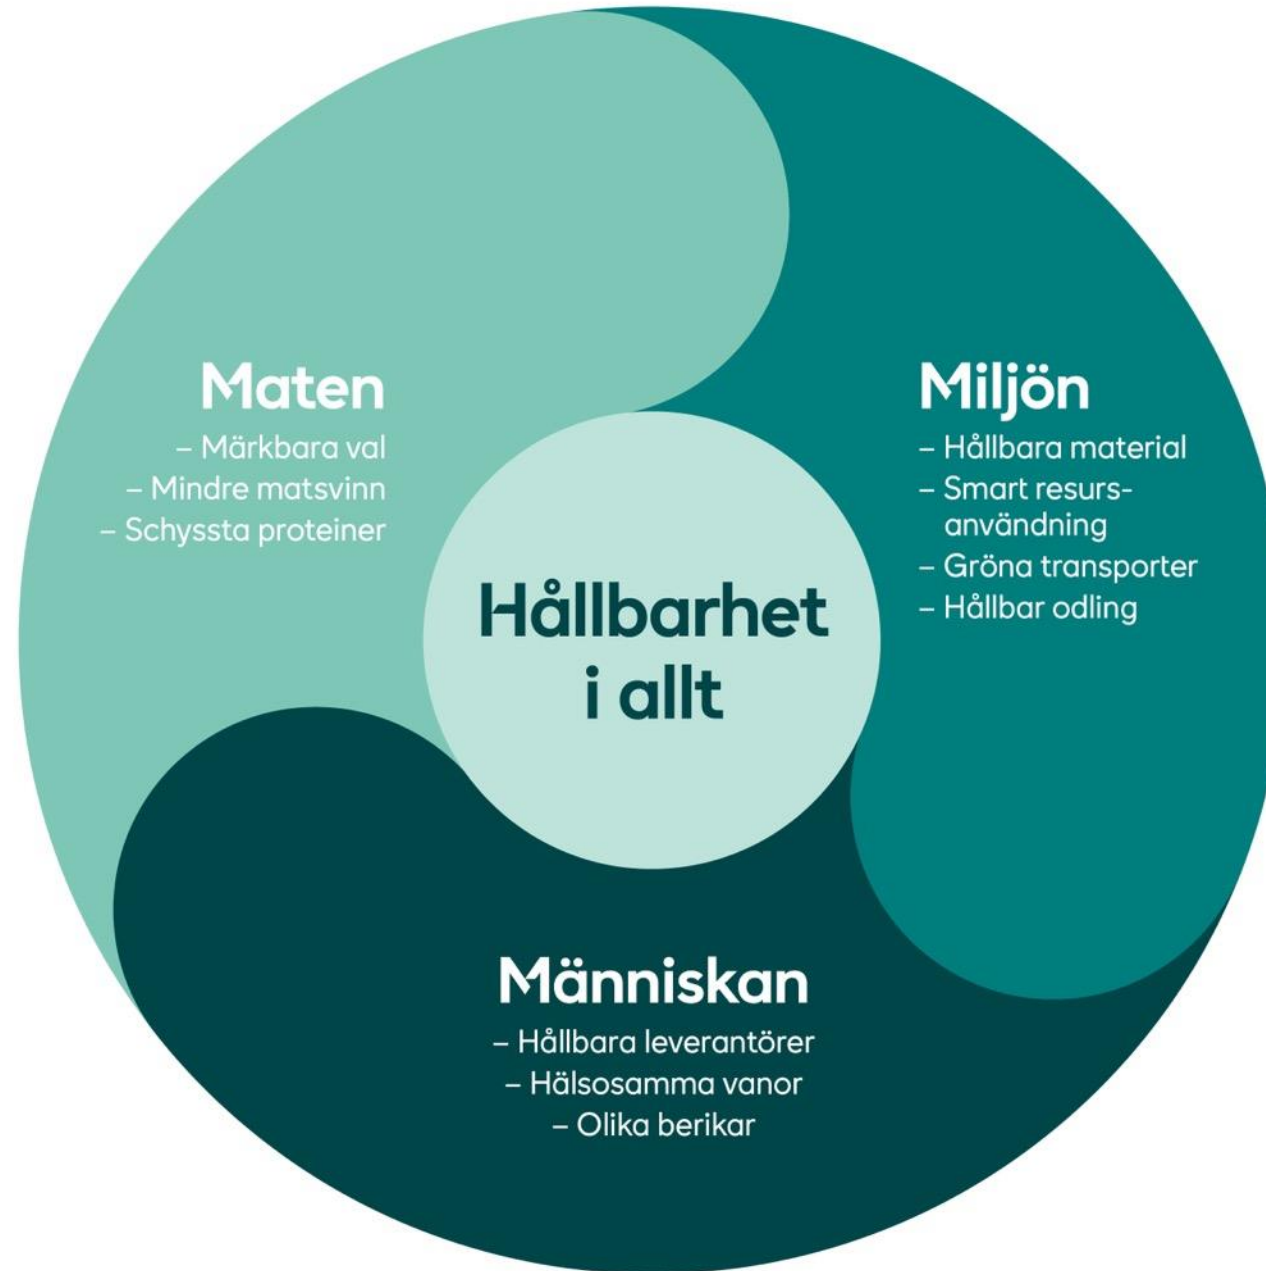 Maten
– Märkbara val
– Mindre matsvinn
– Schyssta proteiner
Miljön
– Hållbara material
– Smart resurs-
användning
– Gröna transporter
– Hållbar odling
Hållbarhet
i allt
Människan
– Hållbara leverantörer
– Hälsosamma vanor
– Olika berikar